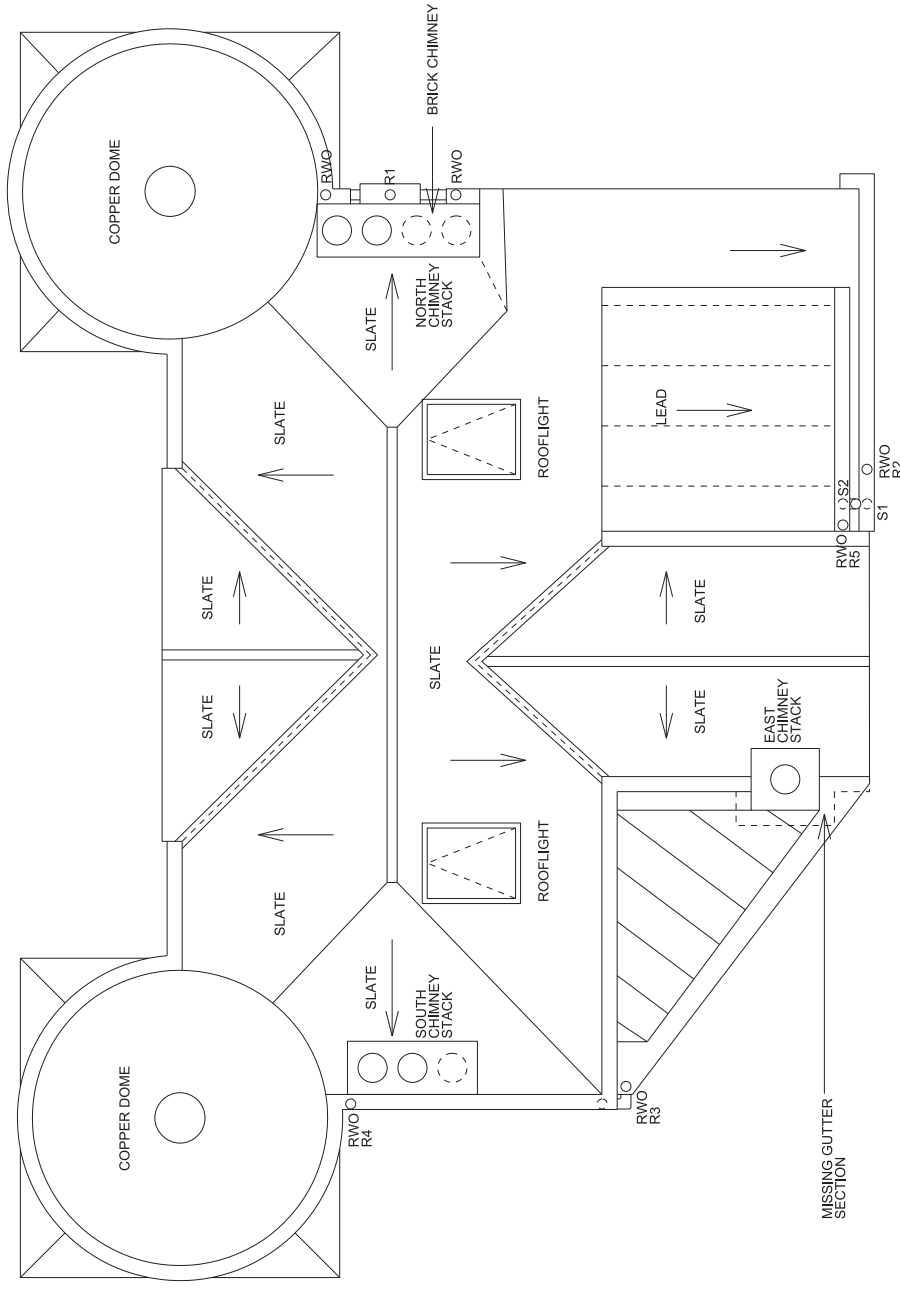 COPPER DOME
COPPER DOME
SLATE
SLATE
SLATE
SLATE
RWO
RWO
R4
SLATE
SLATE
R1
SOUTH
CHIMNEY
STACK
NORTH
CHIMNEY
STACK
BRICK CHIMNEY
SLATE
RWO
ROOFLIGHT
ROOFLIGHT
RWO
R3
LEAD
SLATE
SLATE
EAST
CHIMNEY
STACK
MISSING GUTTER
SECTION
RWO
R5
S2
S1
RWO
R2